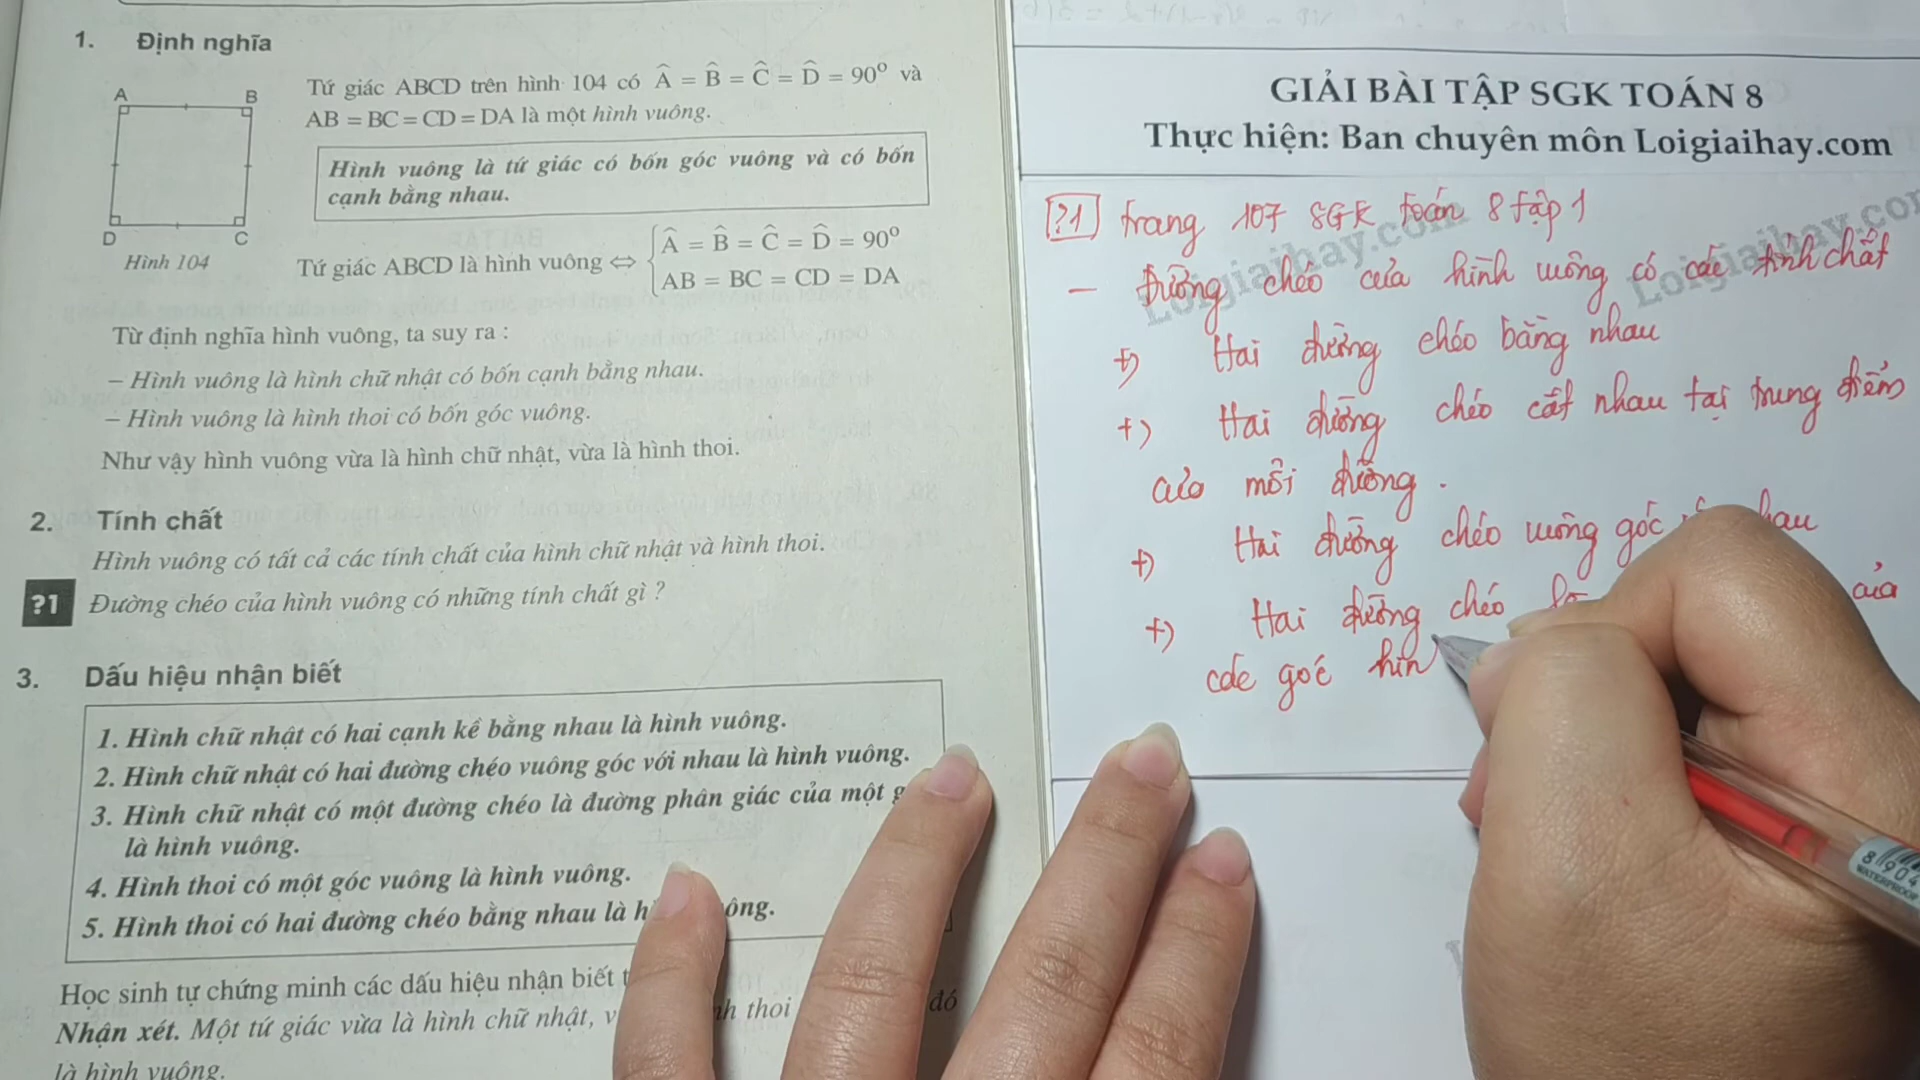 1. Định nghĩa
A B
D C
Hình 104
Tứ giác ABCD trên hình 104 có Â = B̂ = Ĉ = D̂ = 90° và
AB = BC = CD = DA là một hình vuông.
Hình vuông là tứ giác có bốn góc vuông và có bốn
cạnh bằng nhau.
Tứ giác ABCD là hình vuông ⇔ { Â = B̂ = Ĉ = D̂ = 90°
AB = BC = CD = DA
Từ định nghĩa hình vuông, ta suy ra :
– Hình vuông là hình chữ nhật có bốn cạnh bằng nhau.
– Hình vuông là hình thoi có bốn góc vuông.
Như vậy hình vuông vừa là hình chữ nhật, vừa là hình thoi.
2. Tính chất
Hình vuông có tất cả các tính chất của hình chữ nhật và hình thoi.
?1 Đường chéo của hình vuông có những tính chất gì ?
3. Dấu hiệu nhận biết
1. Hình chữ nhật có hai cạnh kề bằng nhau là hình vuông.
2. Hình chữ nhật có hai đường chéo vuông góc với nhau là hình vuông.
3. Hình chữ nhật có một đường chéo là đường phân giác của một
là hình vuông.
4. Hình thoi có một góc vuông là hình vuông.
5. Hình thoi có hai đường chéo bằng nhau là
Học sinh tự chứng minh các dấu hiệu nhận biết
Nhận xét. Một tứ giác vừa là hình chữ nhật, thoi đó
là hình vuông.
GIẢI BÀI TẬP SGK TOÁN 8
Thực hiện: Ban chuyên môn Loigiaihay.com
?1 trang 107 SGK toán 8 tập 1
– Đường chéo của hình vuông có các tính chất
+) Hai đường chéo bằng nhau
+) Hai đường chéo cắt nhau tại trung điểm
của mỗi đường.
+) Hai đường chéo vuông góc nhau
+) Hai đường chéo của
các góc hìn
Loigiaihay.com
Loigiaihay.com
8 904
WATERPROOF